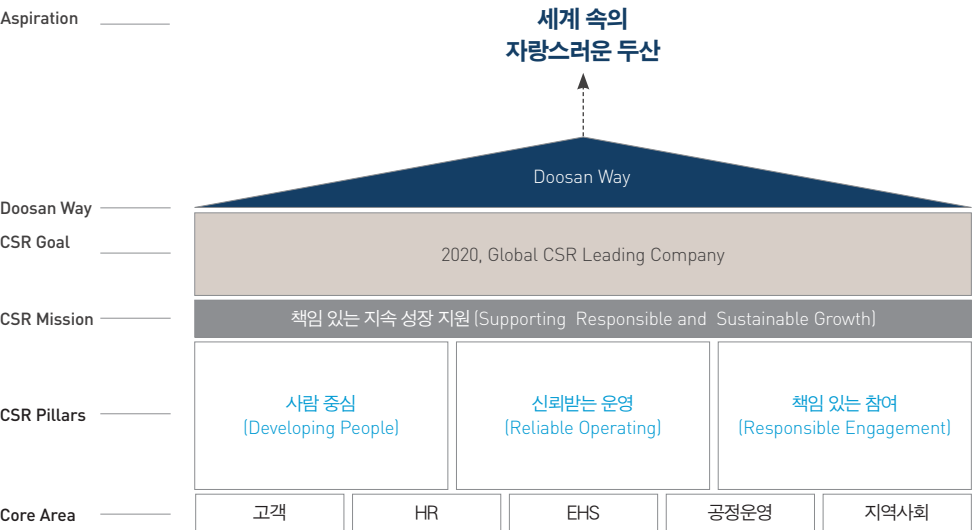 Aspiration
세계 속의
자랑스러운 두산
Doosan Way
Doosan Way
CSR Goal
2020, Global CSR Leading Company
CSR Mission
책임 있는 지속 성장 지원(Supporting Responsible and Sustainable Growth)
CSR Pillars
사람 중심
(Developing People)
신뢰받는 운영
(Reliable Operating)
책임 있는 참여
(Responsible Engagement)
Core Area
고객
HR
EHS
공정운영
지역사회